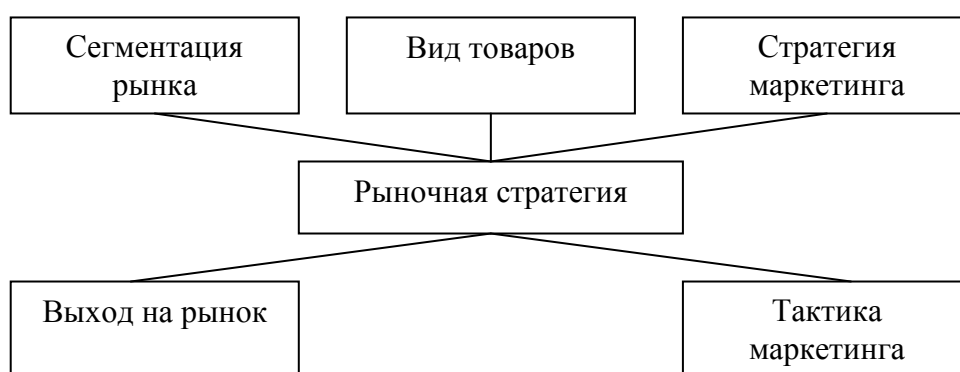 Сегментация
рынка
Вид товаров
Стратегия
маркетинга
Рыночная стратегия
Выход на рынок
Тактика
маркетинга